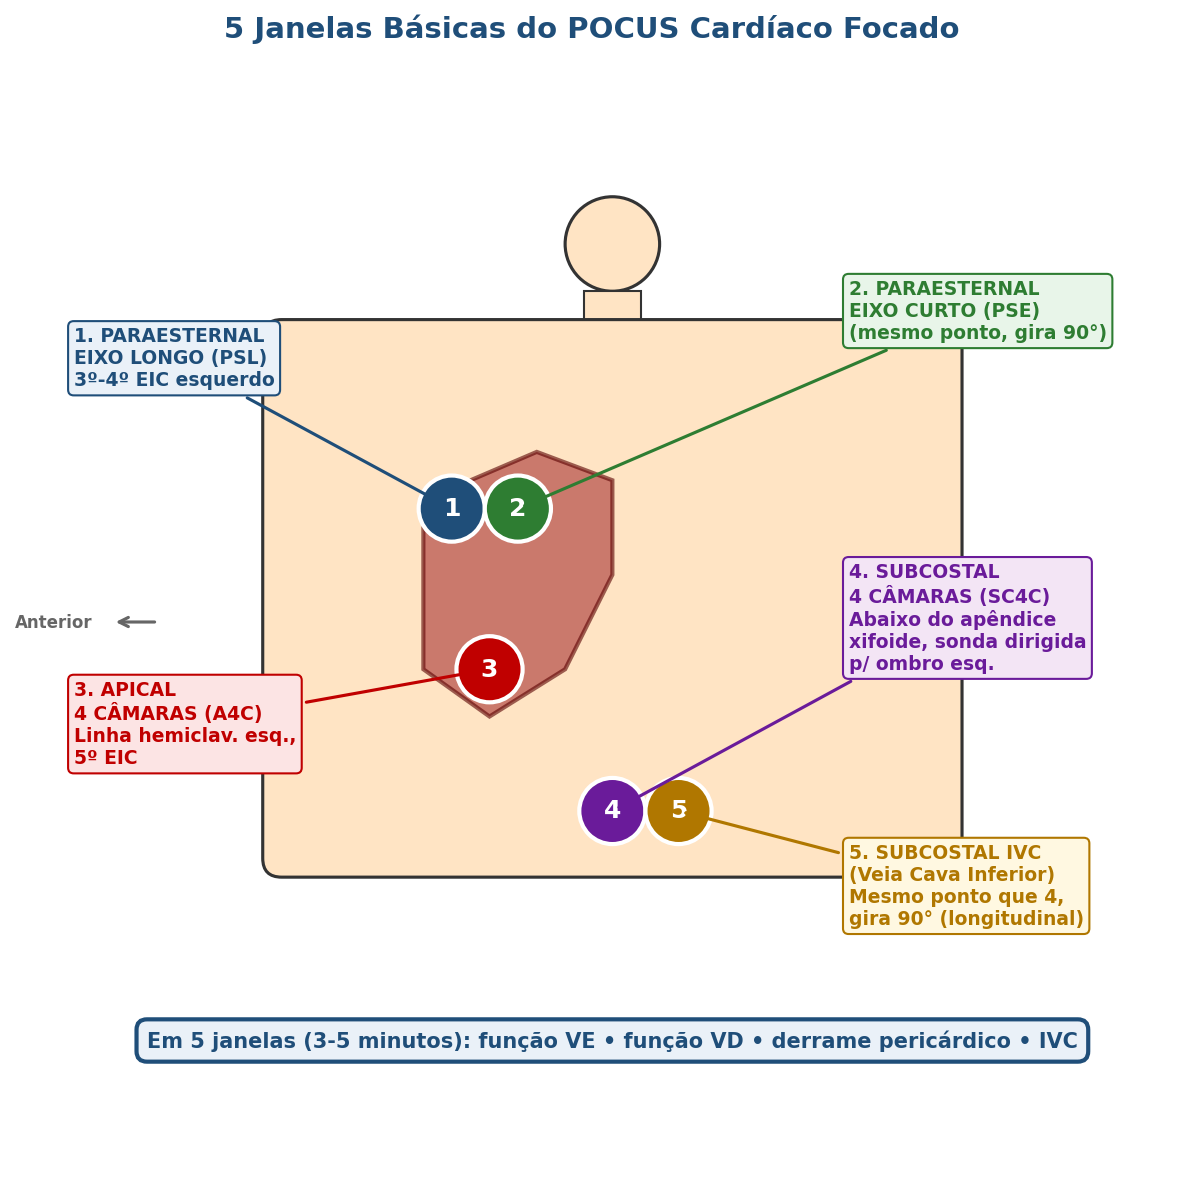 5 Janelas Básicas do POCUS Cardíaco Focado
2. PARAESTERNAL
EIXO CURTO (PSE)
(mesmo ponto, gira 90°)
1. PARAESTERNAL
EIXO LONGO (PSL)
3º-4º EIC esquerdo
1
2
4. SUBCOSTAL
4 CÂMARAS (SC4C)
Abaixo do apêndice
xifoide, sonda dirigida
p/ ombro esq.
Anterior
3
3. APICAL
4 CÂMARAS (A4C)
Linha hemiclav. esq.,
5º EIC
4
5
5. SUBCOSTAL IVC
(Veia Cava Inferior)
Mesmo ponto que 4,
gira 90° (longitudinal)
Em 5 janelas (3-5 minutos): função VE • função VD • derrame pericárdico • IVC